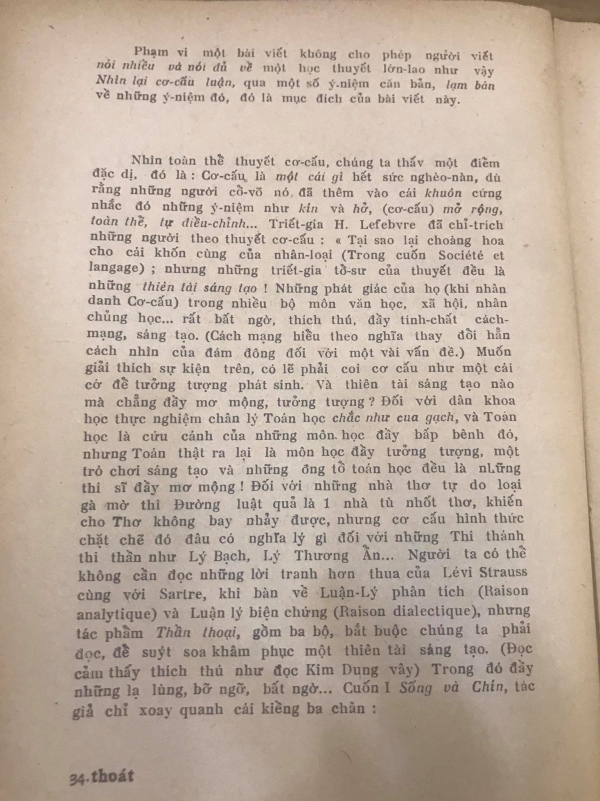 Phạm vi một bài viết không cho phép người viết
nói nhiều và nói đủ về một học thuyết lớn-lao như vậy
Nhìn lại cơ-cấu luận, qua một số ý.niệm căn bản, lạm bàn
về những ý-niệm đó, đó là mục đích của bài viết này.
Nhìn toàn thể thuyết cơ-cấu, chúng ta thấy một điểm
đặc dị, đó là : Cơ-cấu, là một cái gì hết sức nghèo-nàn, dù
rằng những người cồ-võ nó, đã thêm vào cái khuôn cứng
nhắc đó những ý-niệm như kín và hở, (cơ-cấu) mở rộng,
toàn thể, tự điều-chỉnh... Triết-gia H. Lefebvre đã chỉ-trích
những người theo thuyết cơ-cấu : « Tại sao lại choàng hoa
cho cái khốn cùng của nhân-loại (Trong cuốn Société et
langage) ; nhưng những triết-gia tổ-sư của thuyết đều là
những thiên tài sáng tạo ! Những phát giác của họ (khi nhân
danh Cơ-cấu) trong nhiều bộ môn văn học, xã hội, nhân
chủng học... rất bất ngờ, thích thú, đầy tính-chất cách-
mạng, sáng tạo. (Cách mạng hiểu theo nghĩa thay đổi hẳn
cách nhìn của đám đông đối với một vài vấn đề.) Muốn
giải thích sự kiện trên, có lẽ phải coi cơ cấu như một cái
cớ để tưởng tượng phát sinh. Và thiên tài sáng tạo nào
mà chẳng đầy mơ mộng, tưởng tượng ? Đối với dân khoa
học thực nghiệm chân lý Toán học chắc như cua gạch, và Toán
học là cứu cánh của những môn học đầy bấp bênh đó,
nhưng Toán thật ra lại là môn học đầy tưởng tượng, một
trò chơi sáng tạo và những ông tổ toán học đều là những
thi sĩ đầy mơ mộng ! Đối với những nhà thơ tự do loại
gà mờ thì Đường luật quả là 1 nhà tù nhốt thơ, khiến
cho Thơ không bay nhảy được, nhưng cơ cấu hình thức
chặt chẽ đó đâu có nghĩa lý gì đối với những Thi thánh
thi thần như Lý Bạch, Lý Thương Ẩn... Người ta có thể
không cần đọc những lời tranh hơn thua của Lévi Strauss
cùng với Sartre, khi bàn về Luận-Lý phân tích (Raison
analytique) và Luận lý biện chứng (Raison dialectique), nhưng
tác phẩm Thần thoại, gồm ba bộ, bắt buộc chúng ta phải
đọc, để suýt soa khâm phục một thiên tài sáng tạo. (Đọc
cảm thấy thích thú như đọc Kim Dung vậy) Trong đó đầy
những lạ lùng, bỡ ngỡ, bất ngờ... Cuốn I Sống và Chín, tác
giả chỉ xoay quanh cái kiềng ba chân :
34.thoát